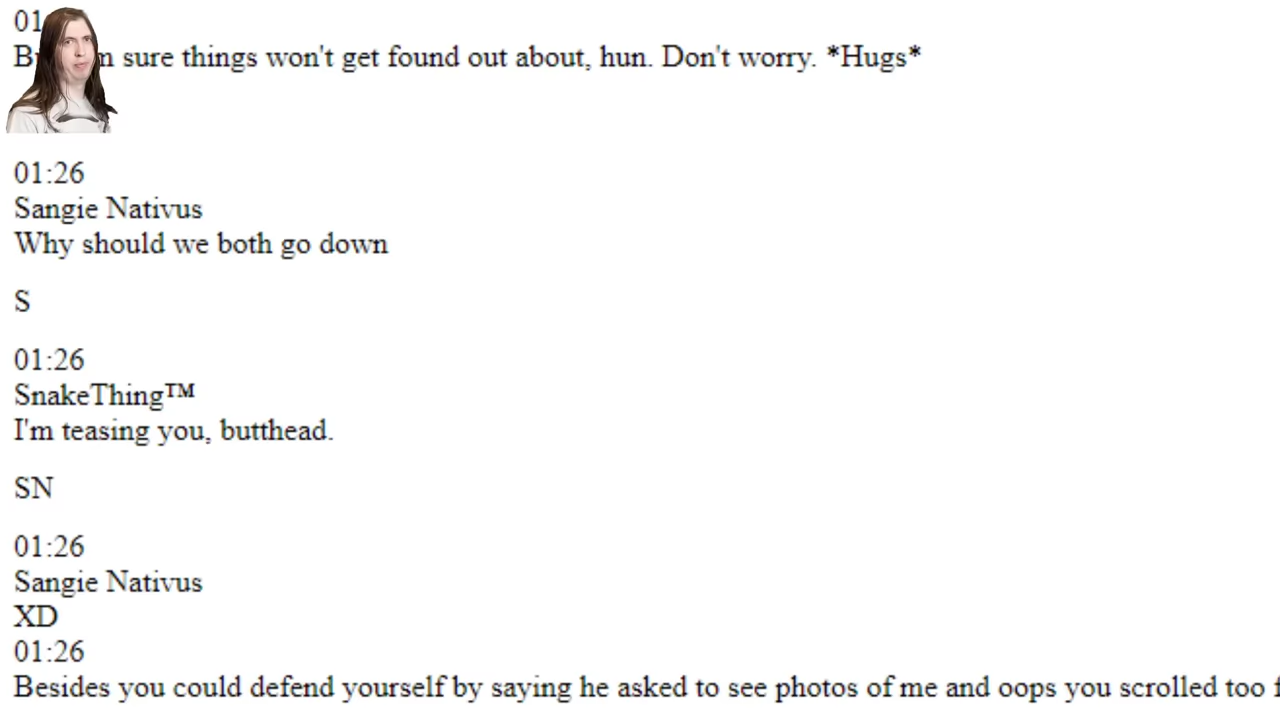 01
sure things won't get found out about, hun. Don't worry. *Hugs*
01:26
Sangie Nativus
Why should we both go down
S
01:26
SnakeThing™
I'm teasing you, butthead.
SN
01:26
Sangie Nativus
XD
01:26
Besides you could defend yourself by saying he asked to see photos of me and oops you scrolled too